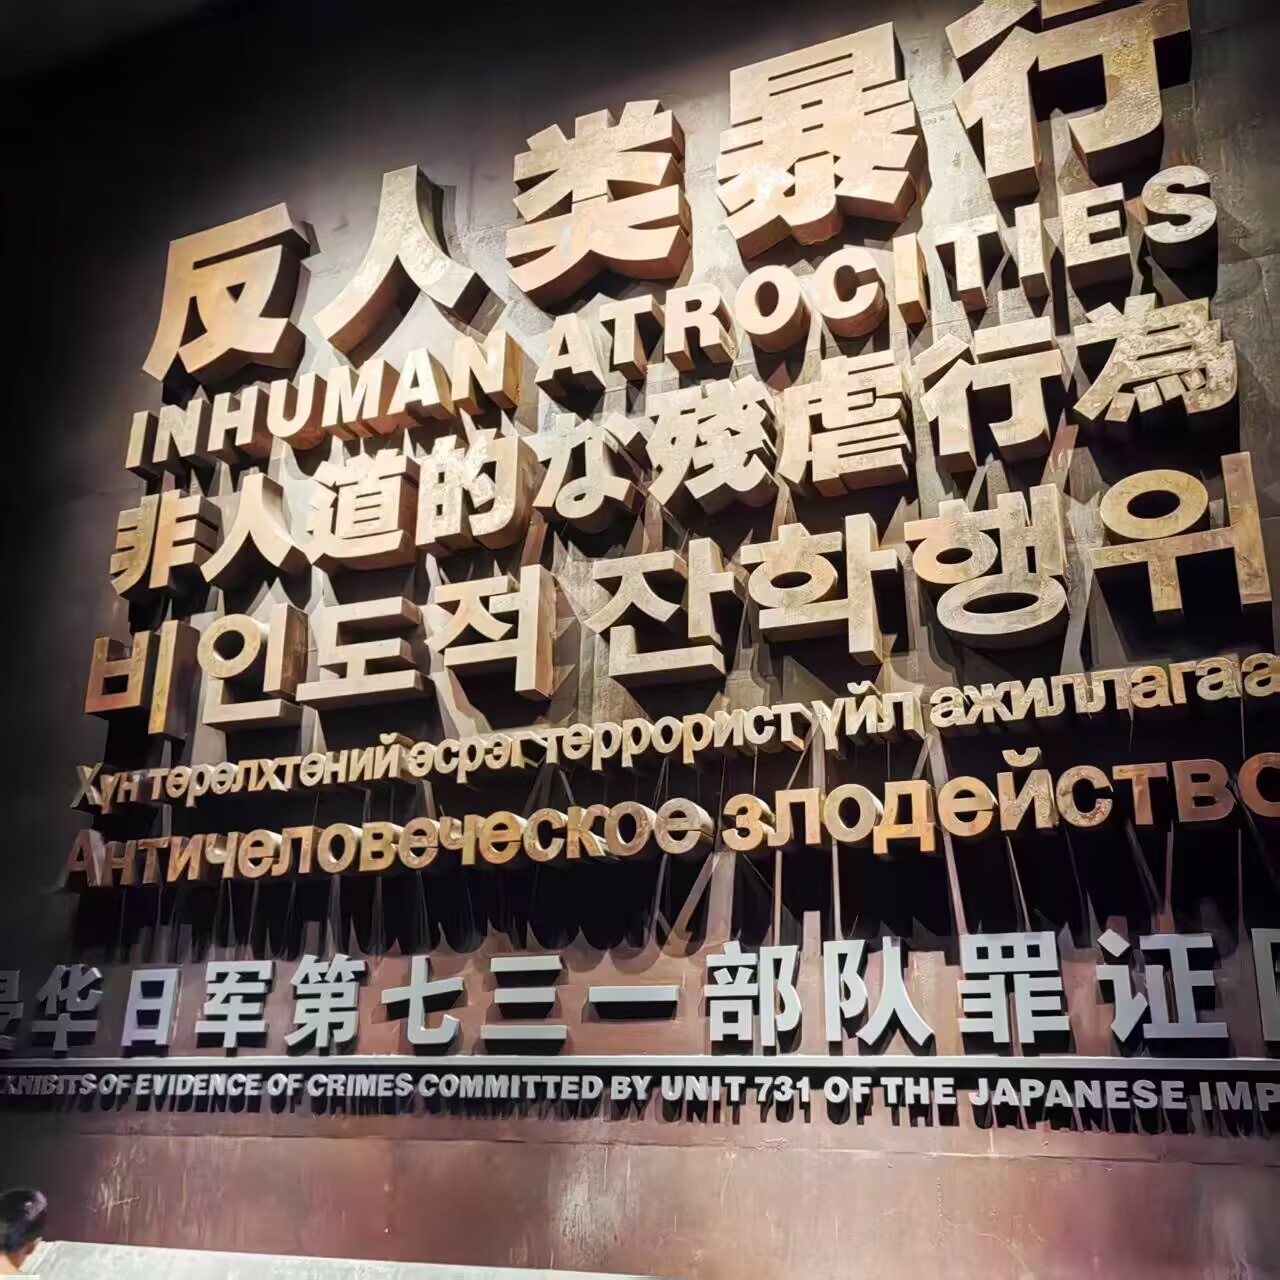 反人类暴行
INHUMAN ATROCITIES
非人道的な殘虐行為
비인도적 잔학행위
Хүн төрөлхтөний эсрэг террорист үйл ажиллагаа
Античеловеческое злодейство
华日军第七三一部队罪证
OF EVIDENCE OF CRIMES COMMITTED BY UNIT 731 OF THE JAPANESE IMP